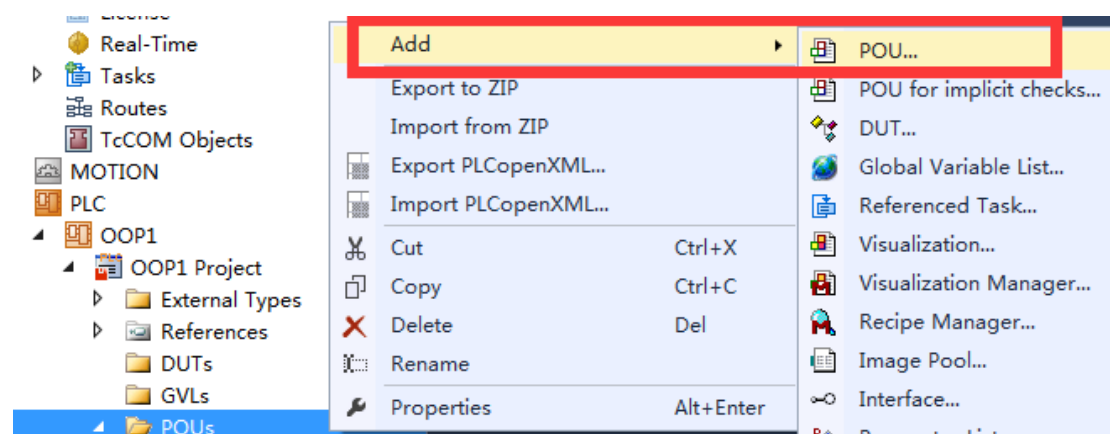 Real-Time
Tasks
Routes
TcCOM Objects
MOTION
PLC
OOP1
OOP1 Project
External Types
References
DUTs
GVLs
POUs
Add
Export to ZIP
Import from ZIP
Export PLCopenXML...
Import PLCopenXML...
Cut Ctrl+X
Copy Ctrl+C
Delete Del
Rename
Properties Alt+Enter
POU...
POU for implicit checks...
DUT...
Global Variable List...
Referenced Task...
Visualization...
Visualization Manager...
Recipe Manager...
Image Pool...
Interface...